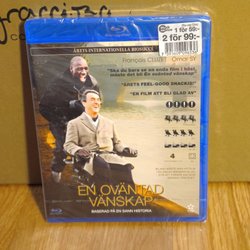 ÅRETS INTERNATIONELLA BIOSUCCÉ
1 för 59:-
2 för 99:-
François CLUZET
Omar SY
"Ska du bara se en enda film i höst,
måste det bli En oväntad vänskap"
"ÅRETS FEEL-GOOD SNACKIS!"
"EN FILM ATT BLI GLAD AV"
4
EN OVÄNTAD
VÄNSKAP
BASERAD PÅ EN SANN HISTORIA